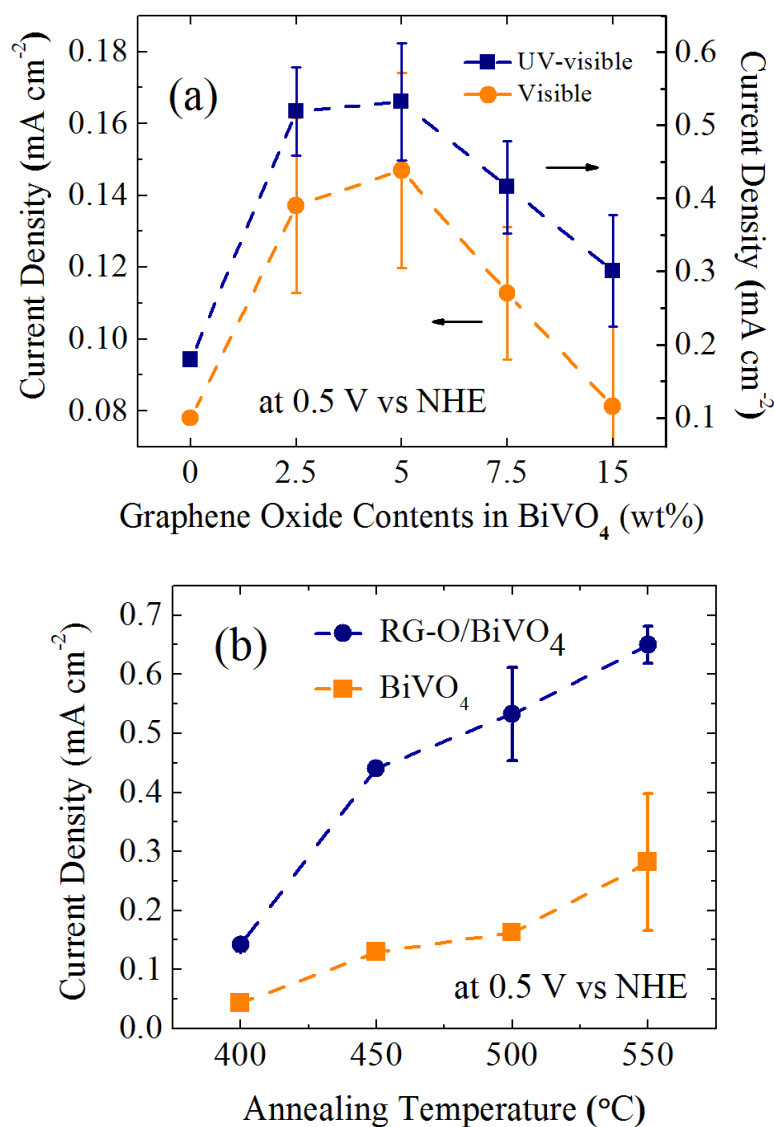 (a)
UV-visible
Visible
at 0.5 V vs NHE
0.18
0.16
0.14
0.12
0.10
0.08
Current Density (mA cm⁻²)
0.6
0.5
0.4
0.3
0.2
0.1
Current Density (mA cm⁻²)
0 2.5 5 7.5 15
Graphene Oxide Contents in BiVO₄ (wt%)
(b)
RG-O/BiVO₄
BiVO₄
at 0.5 V vs NHE
0.7
0.6
0.5
0.4
0.3
0.2
0.1
0.0
Current Density (mA cm⁻²)
400 450 500 550
Annealing Temperature (°C)